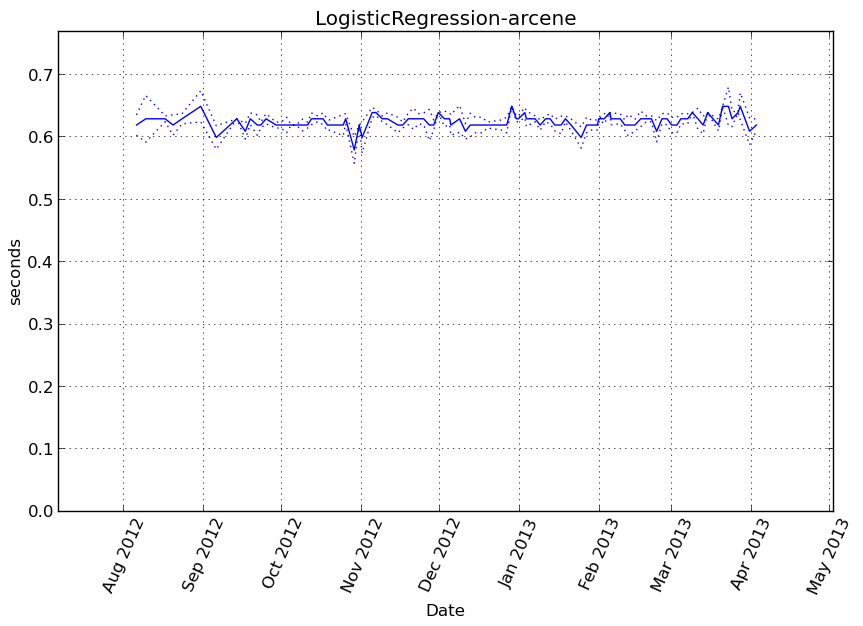 LogisticRegression-arcene
0.7
0.6
0.5
0.4
0.3
0.2
0.1
0.0
seconds
Aug 2012
Sep 2012
Oct 2012
Nov 2012
Dec 2012
Jan 2013
Feb 2013
Mar 2013
Apr 2013
May 2013
Date